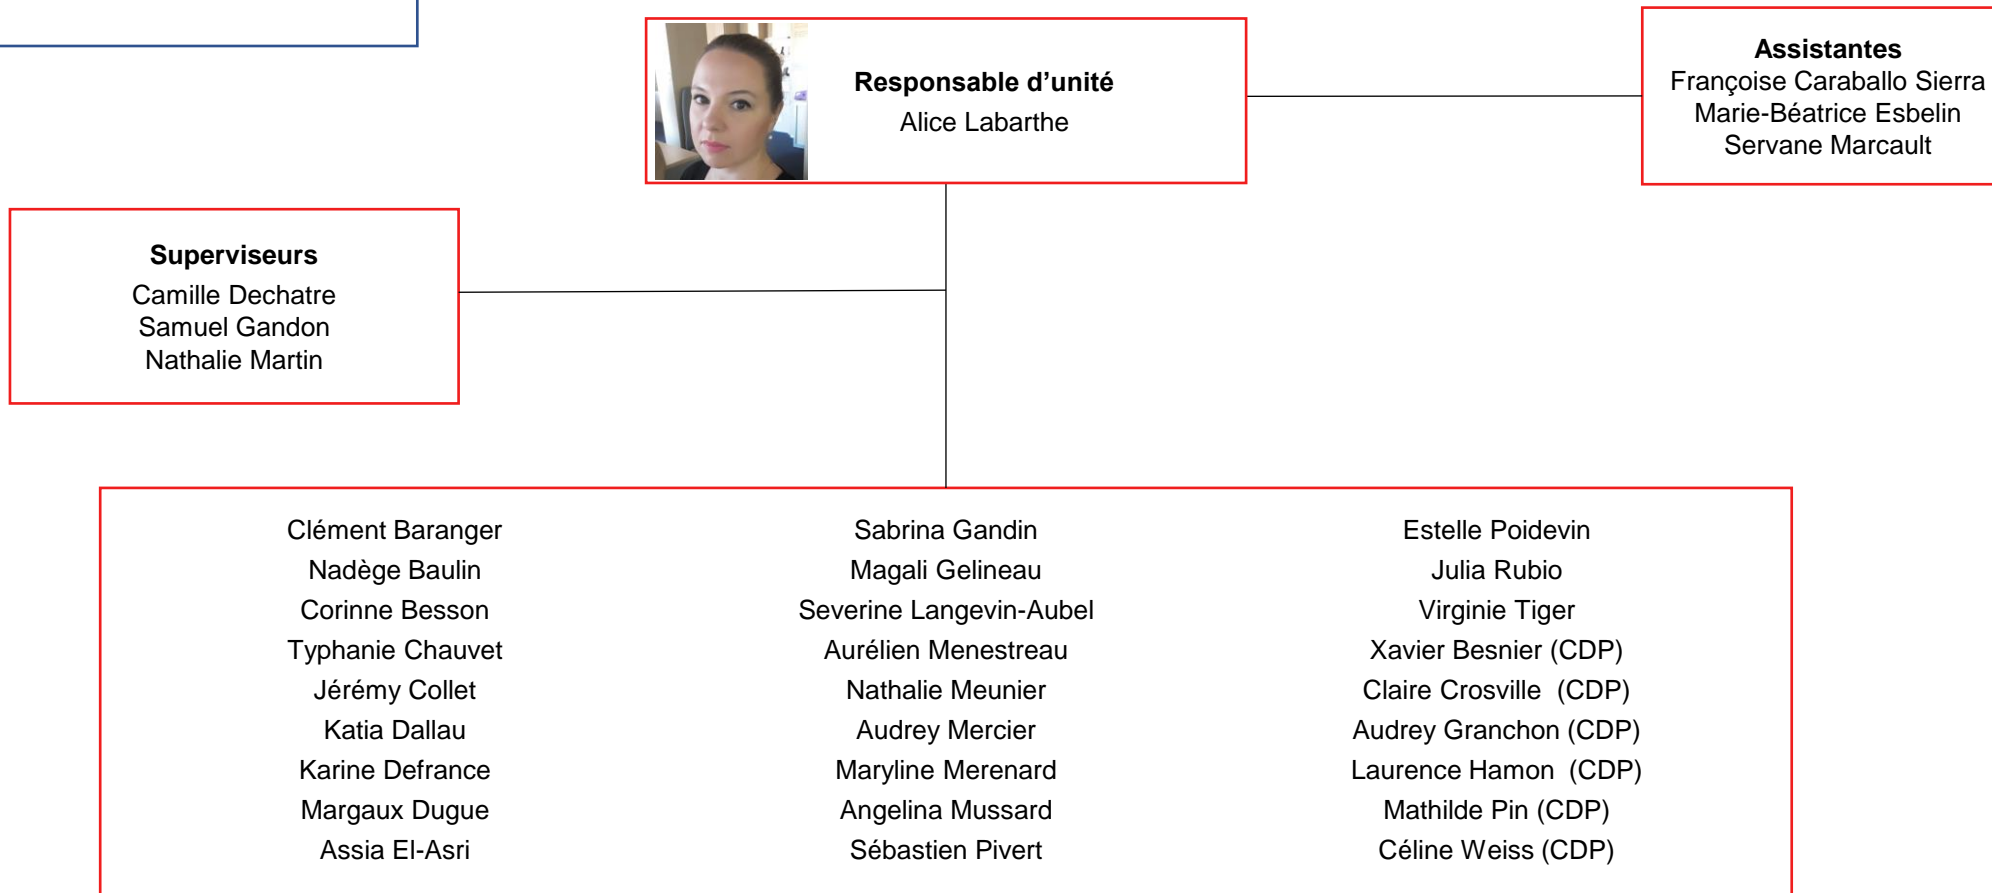 Responsable d’unité
Alice Labarthe
Assistantes
Françoise Caraballo Sierra
Marie-Béatrice Esbelin
Servane Marcault
Superviseurs
Camille Dechatre
Samuel Gandon
Nathalie Martin
Clément Baranger
Nadège Baulin
Corinne Besson
Typhanie Chauvet
Jérémy Collet
Katia Dallau
Karine Defrance
Margaux Dugue
Assia El-Asri
Sabrina Gandin
Magali Gelineau
Severine Langevin-Aubel
Aurélien Menestreau
Nathalie Meunier
Audrey Mercier
Maryline Merenard
Angelina Mussard
Sébastien Pivert
Estelle Poidevin
Julia Rubio
Virginie Tiger
Xavier Besnier (CDP)
Claire Crosville  (CDP)
Audrey Granchon (CDP)
Laurence Hamon  (CDP)
Mathilde Pin (CDP)
Céline Weiss (CDP)